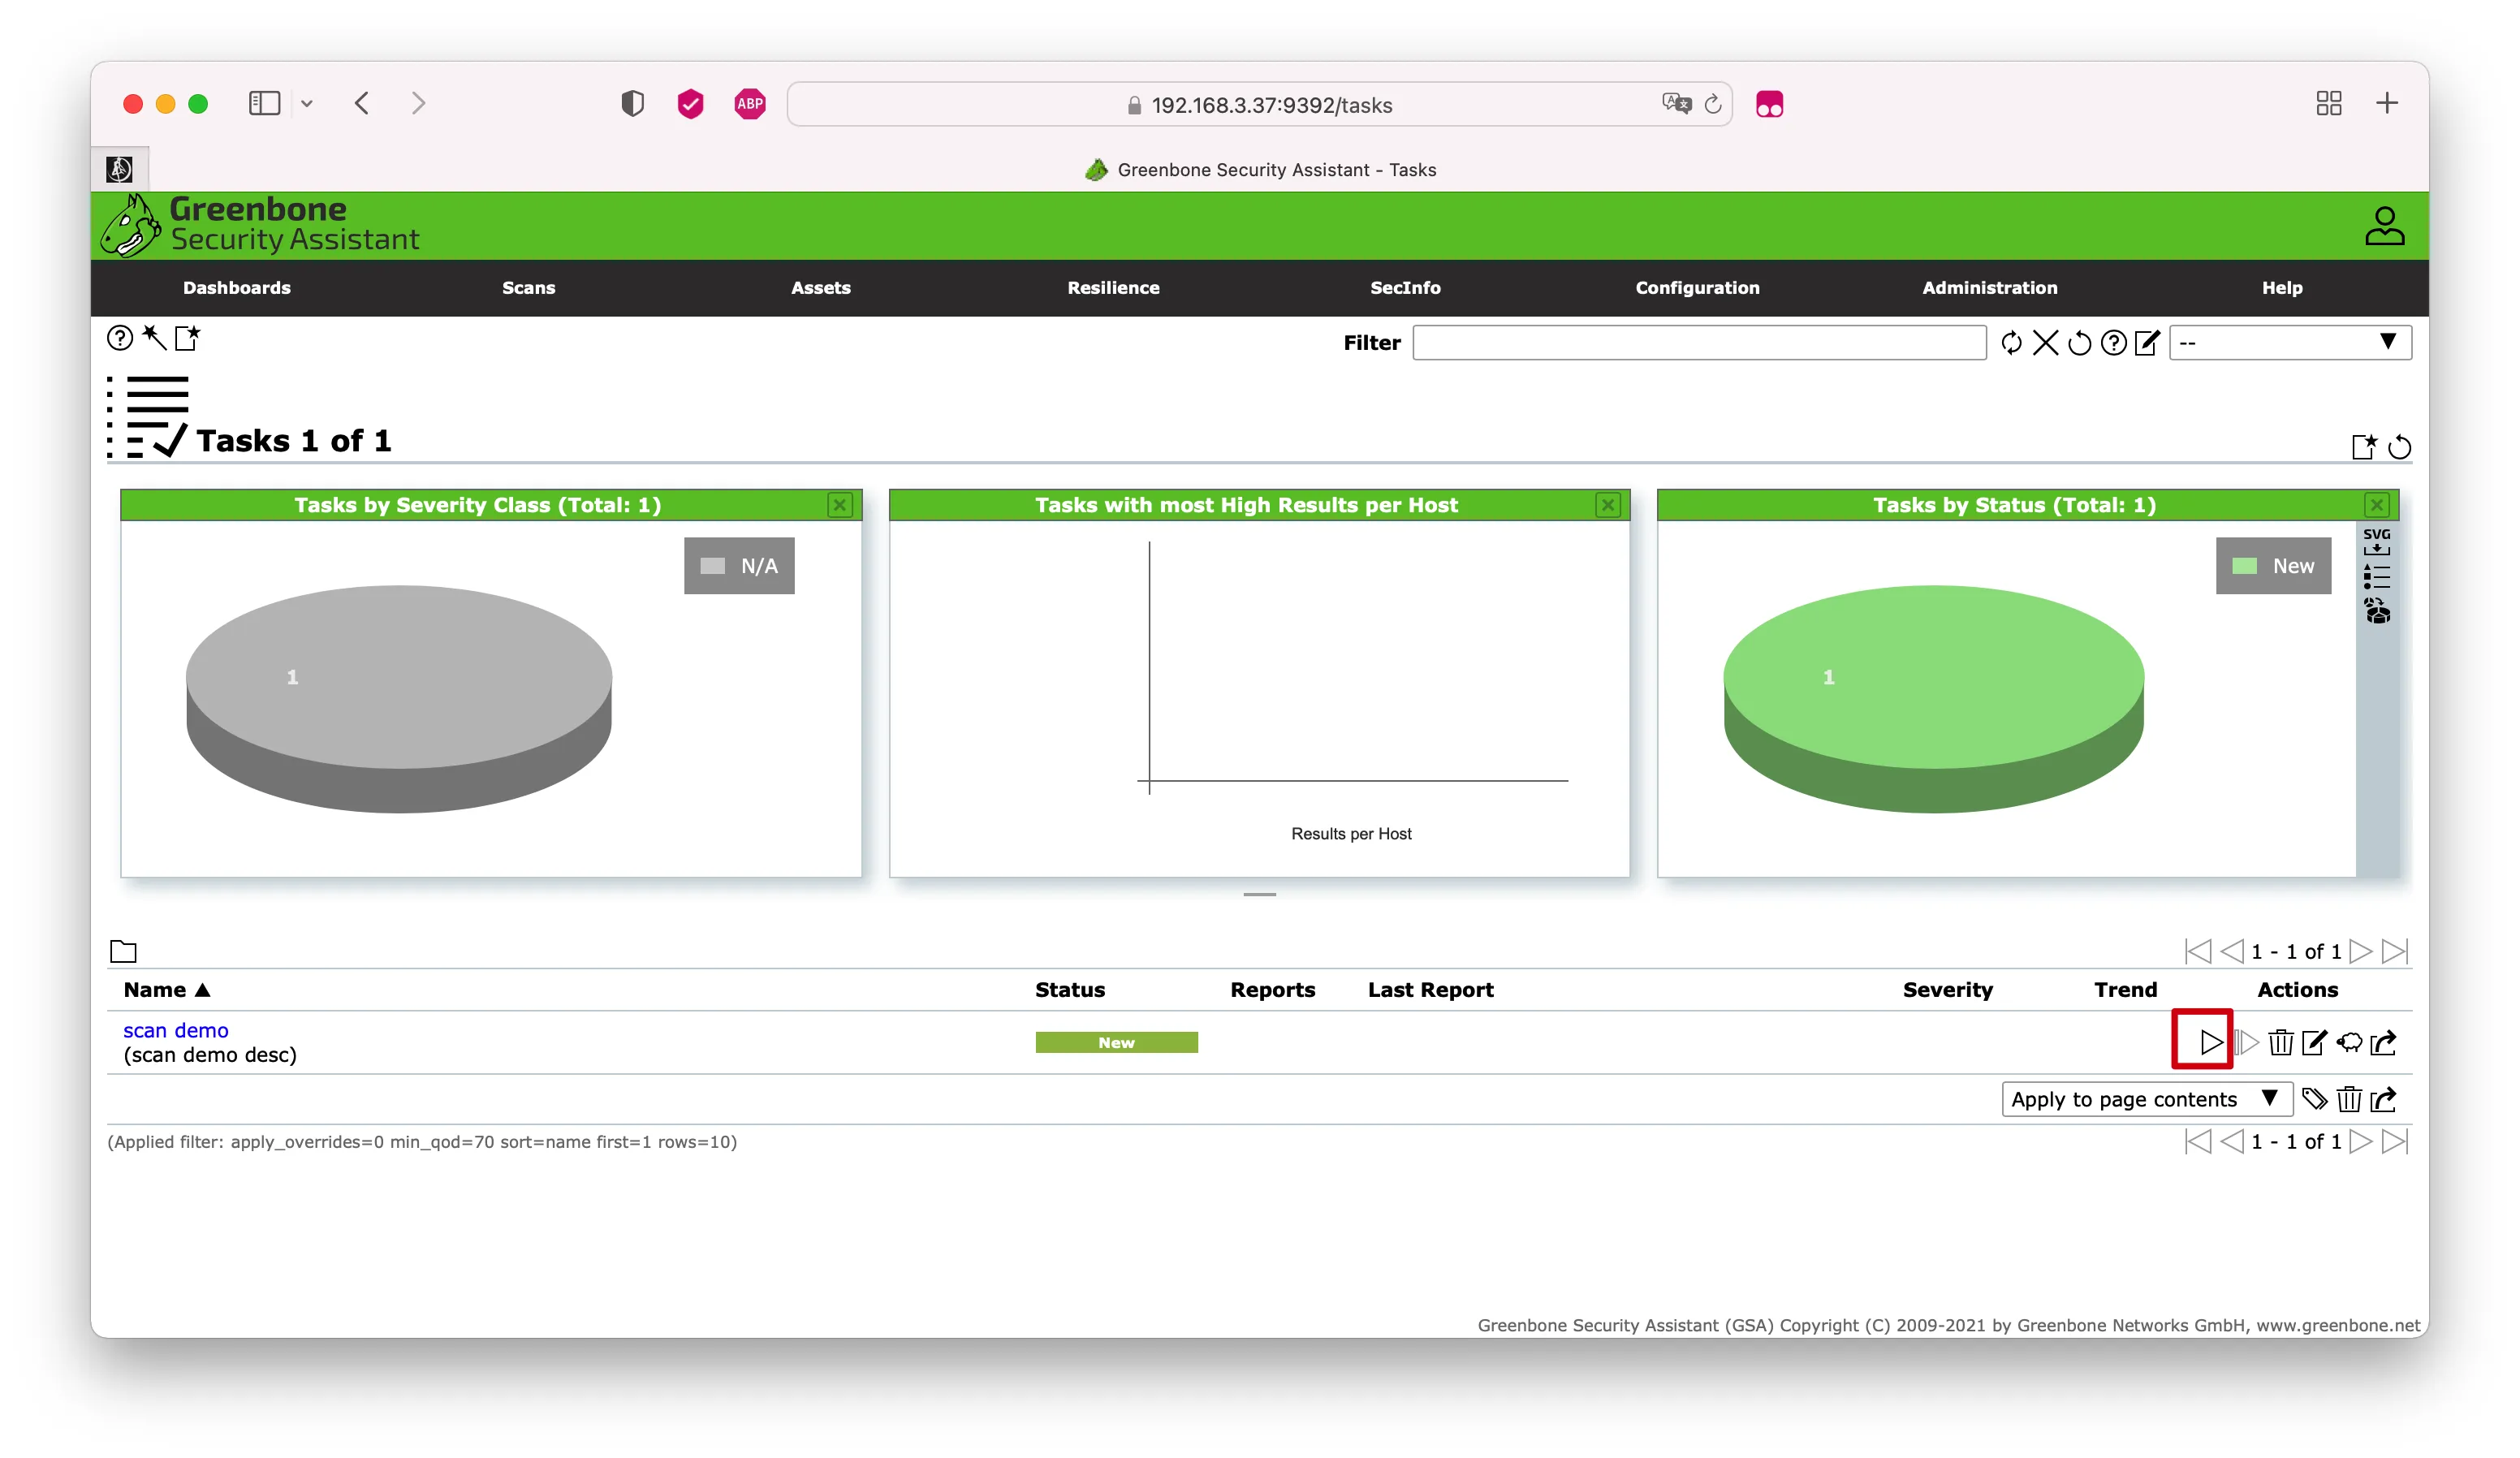 ABP
192.168.3.37:9392/tasks
Greenbone Security Assistant - Tasks
Greenbone
Security Assistant
Dashboards Scans Assets Resilience SecInfo Configuration Administration Help
Filter
--
Tasks 1 of 1
Tasks by Severity Class (Total: 1)
N/A
1
Tasks with most High Results per Host
Results per Host
Tasks by Status (Total: 1)
SVG
New
1
1 - 1 of 1
Name ▲ Status Reports Last Report Severity Trend Actions
scan demo
(scan demo desc)
New
Apply to page contents ▼
(Applied filter: apply_overrides=0 min_qod=70 sort=name first=1 rows=10)
1 - 1 of 1
Greenbone Security Assistant (GSA) Copyright (C) 2009-2021 by Greenbone Networks GmbH, www.greenbone.net